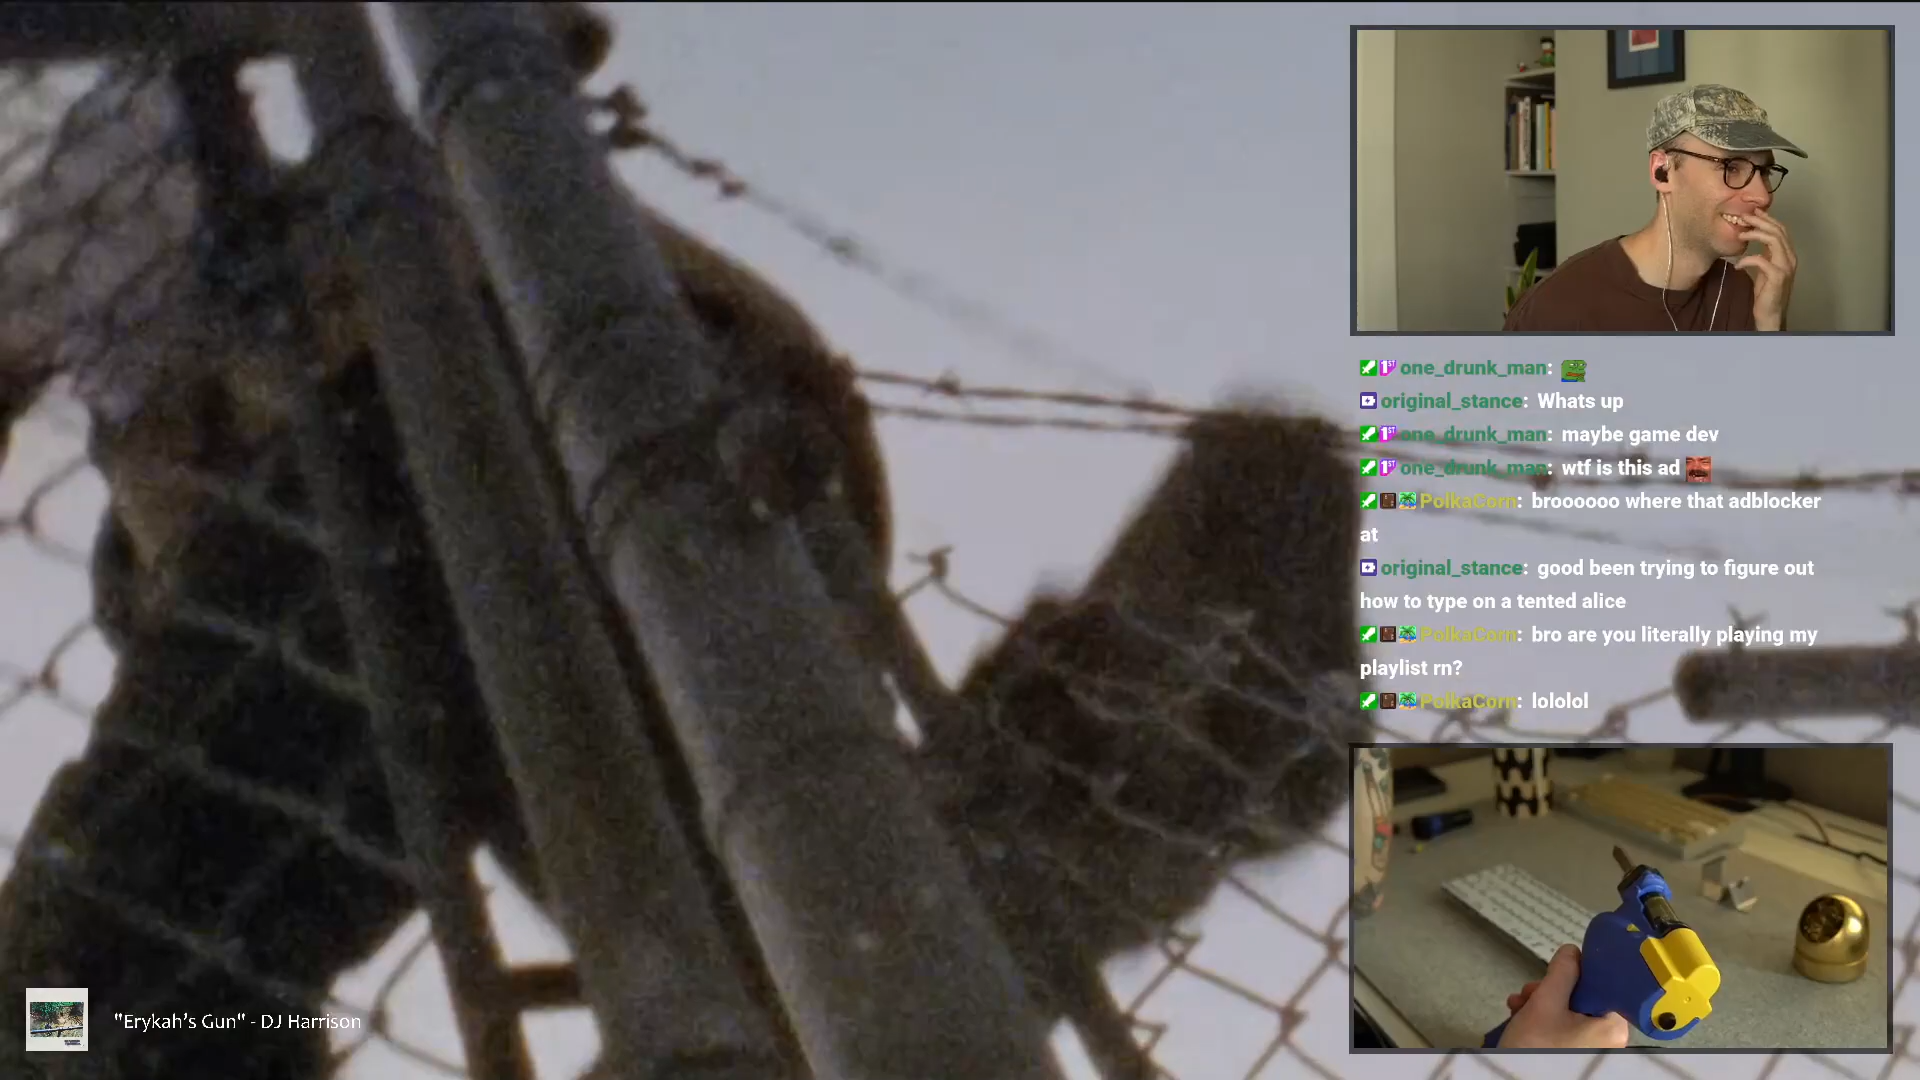 one_drunk_man:
original_stance: Whats up
one_drunk_man: maybe game dev
one_drunk_man: wtf is this ad
PolkaCorn: broooooo where that adblocker
at
original_stance: good been trying to figure out
how to type on a tented alice
PolkaCorn: bro are you literally playing my
playlist rn?
PolkaCorn: lololol
"Erykah’s Gun" - DJ Harrison